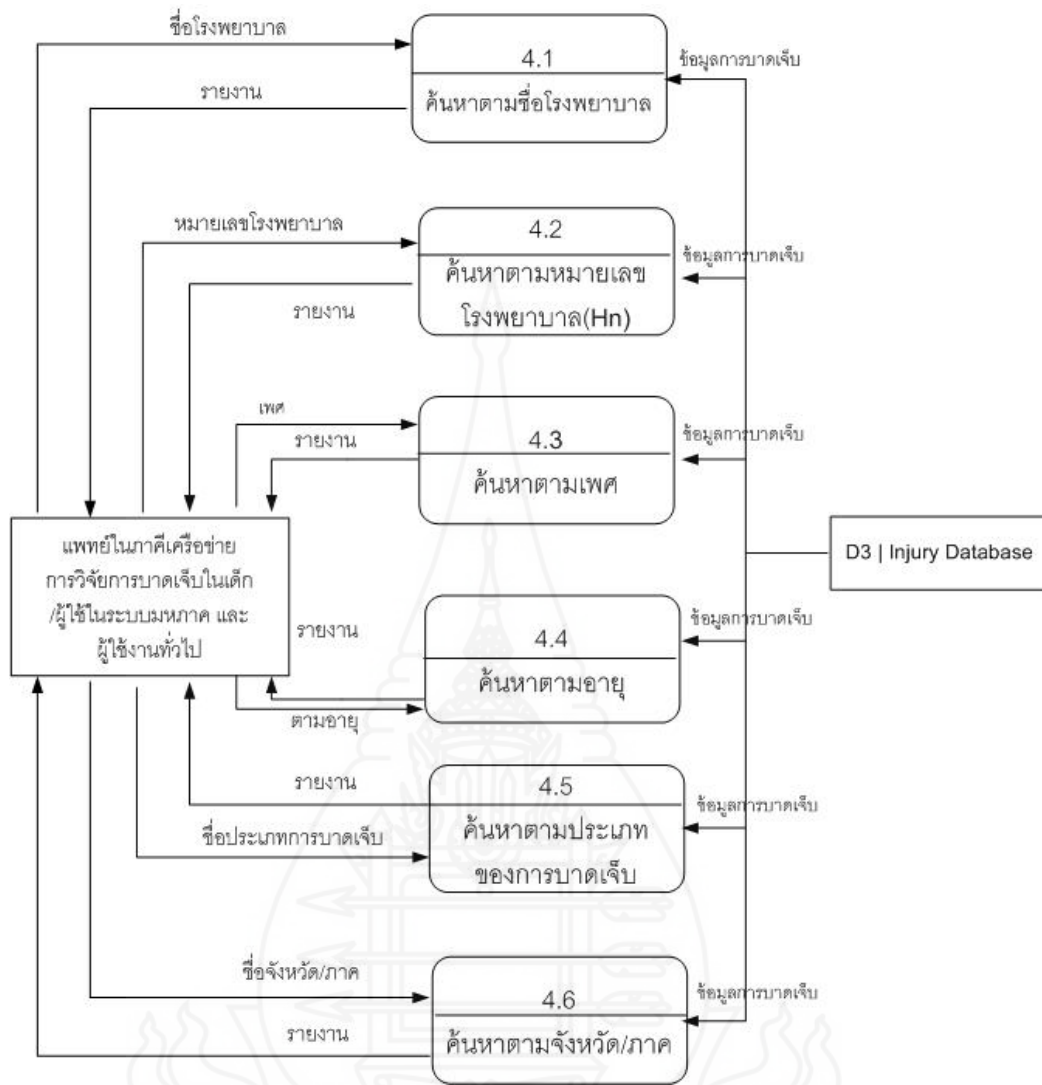 ชื่อโรงพยาบาล
4.1
ข้อมูลการบาดเจ็บ
รายงาน
ค้นหาตามชื่อโรงพยาบาล
หมายเลขโรงพยาบาล
4.2
ข้อมูลการบาดเจ็บ
ค้นหาตามหมายเลข
โรงพยาบาล(Hn)
รายงาน
เพศ
4.3
ข้อมูลการบาดเจ็บ
รายงาน
ค้นหาตามเพศ
แพทย์ในภาคีเครือข่าย
การวิจัยการบาดเจ็บในเด็ก
/ผู้ใช้ในระบบมหภาค และ
ผู้ใช้งานทั่วไป
D3 | Injury Database
รายงาน
4.4
ข้อมูลการบาดเจ็บ
ค้นหาตามอายุ
ตามอายุ
รายงาน
4.5
ข้อมูลการบาดเจ็บ
ค้นหาตามประเภท
ของการบาดเจ็บ
ชื่อประเภทการบาดเจ็บ
ชื่อจังหวัด/ภาค
4.6
ข้อมูลการบาดเจ็บ
รายงาน
ค้นหาตามจังหวัด/ภาค